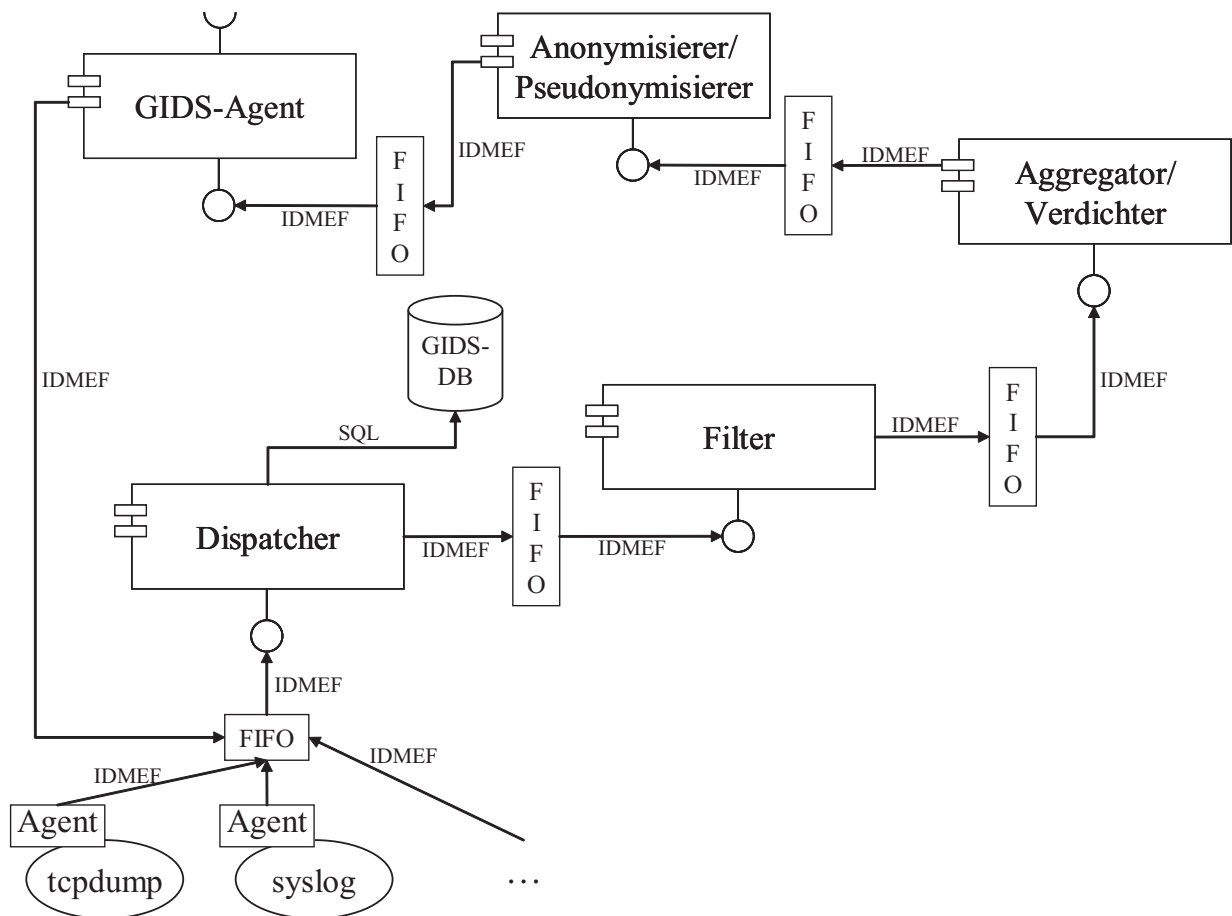 Anonymisierer/
Pseudonymisierer
GIDS-Agent
F
I
F
O
IDMEF
IDMEF
F
I
F
O
IDMEF
IDMEF
Aggregator/
Verdichter
IDMEF
GIDS-
DB
SQL
Filter
IDMEF
F
I
F
O
IDMEF
Dispatcher
IDMEF
F
I
F
O
IDMEF
IDMEF
FIFO
IDMEF
IDMEF
Agent
Agent
tcpdump
syslog
...